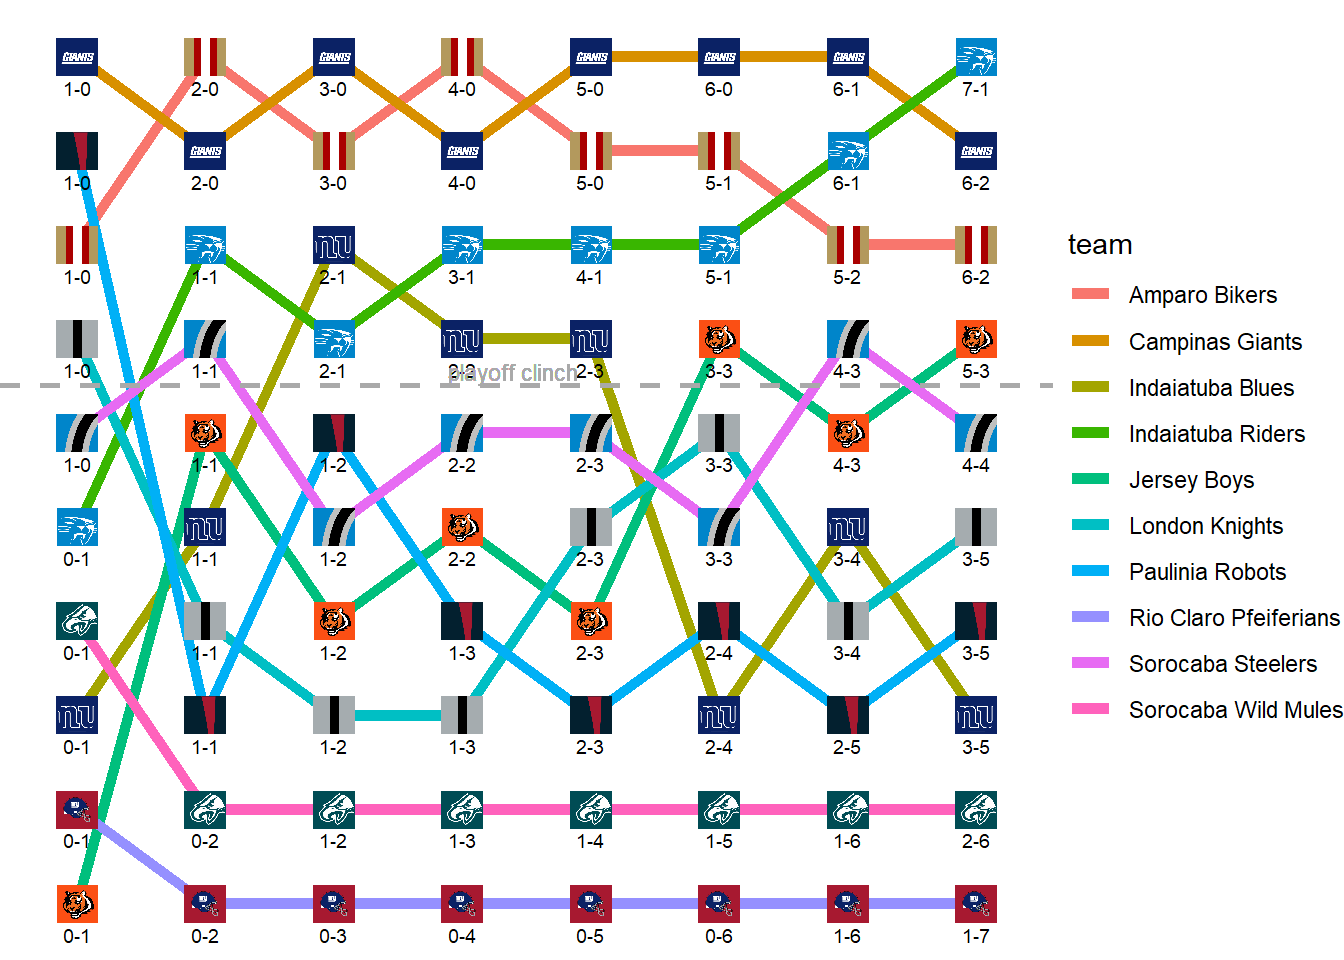 GIANTS GIANTS GIANTS GIANTS
1-0 2-0 3-0 4-0 5-0 6-0 6-1 7-1
GIANTS GIANTS GIANTS
1-0 2-0 3-0 4-0 5-0 5-1 6-1 6-2
ny
1-0 1-1 2-1 3-1 4-1 5-1 5-2 6-2
ny ny
1-0 1-1 2-1 2-3 3-3 4-3 5-3
playoff clinch
1-0 1-1 1-2 2-2 2-3 3-3 4-3 4-4
ny ny
0-1 1-1 1-2 2-2 2-3 3-3 3-4 3-5
0-1 1-1 1-2 1-3 2-3 2-4 3-4 3-5
ny ny ny
0-1 1-1 1-2 1-3 2-3 2-4 2-5 3-5
0-1 0-2 1-2 1-3 1-4 1-5 1-6 2-6
0-1 0-2 0-3 0-4 0-5 0-6 1-6 1-7
team
Amparo Bikers
Campinas Giants
Indaiatuba Blues
Indaiatuba Riders
Jersey Boys
London Knights
Paulinia Robots
Rio Claro Pfeiferians
Sorocaba Steelers
Sorocaba Wild Mules